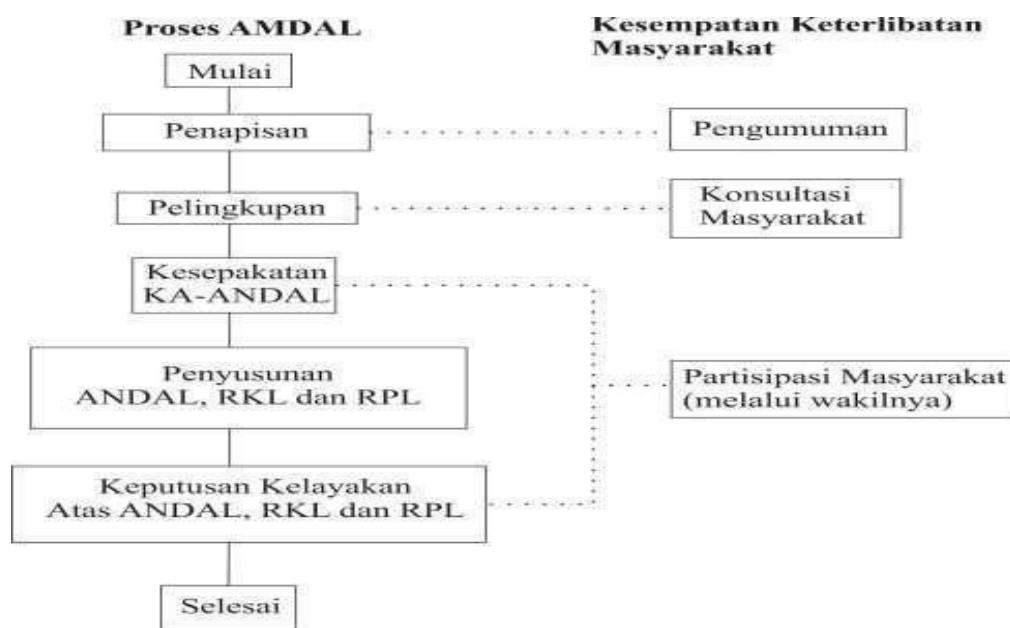 Proses AMDAL
Kesempatan Keterlibatan
Masyarakat
Mulai
Penapisan
Pengumuman
Pelingkupan
Konsultasi
Masyarakat
Kesepakatan
KA-ANDAL
Penyusunan
ANDAL, RKL dan RPL
Partisipasi Masyarakat
(melalui wakilnya)
Keputusan Kelayakan
Atas ANDAL, RKL dan RPL
Selesai